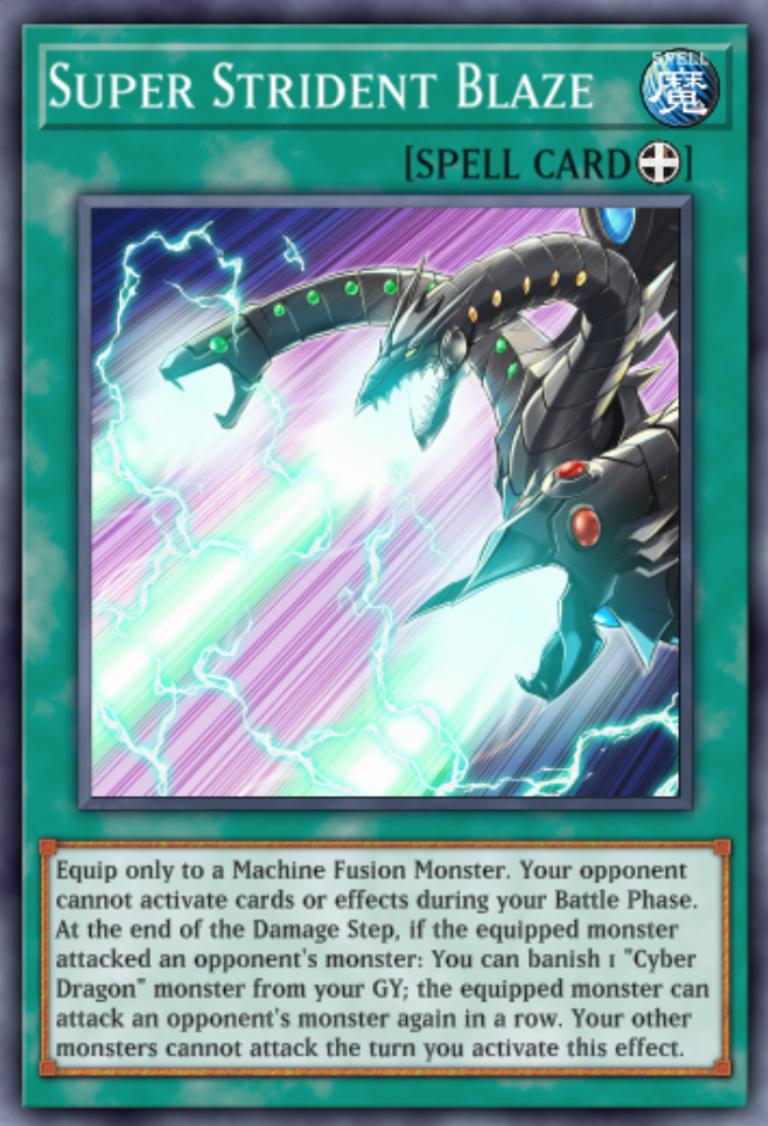 SUPER STRIDENT BLAZE
SPELL
魔
[SPELL CARD]
Equip only to a Machine Fusion Monster. Your opponent
cannot activate cards or effects during your Battle Phase.
At the end of the Damage Step, if the equipped monster
attacked an opponent's monster: You can banish 1 "Cyber
Dragon" monster from your GY; the equipped monster can
attack an opponent's monster again in a row. Your other
monsters cannot attack the turn you activate this effect.